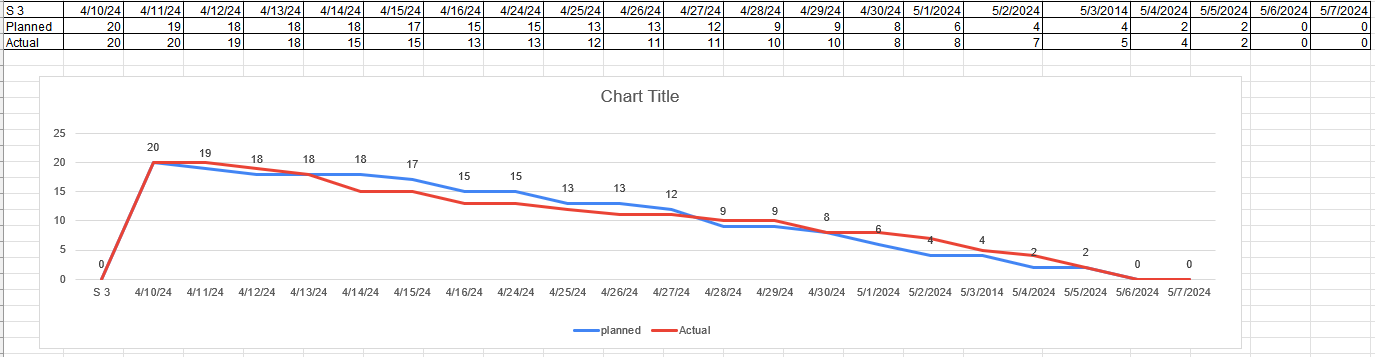 S 3 4/10/24 4/11/24 4/12/24 4/13/24 4/14/24 4/15/24 4/16/24 4/24/24 4/25/24 4/26/24 4/27/24 4/28/24 4/29/24 4/30/24 5/1/2024 5/2/2024 5/3/2014 5/4/2024 5/5/2024 5/6/2024 5/7/2024
Planned 20 19 18 18 18 17 15 15 13 13 12 9 9 8 6 4 4 2 2 0 0
Actual 20 20 19 18 15 15 13 13 12 11 11 10 10 8 8 7 5 4 2 0 0
Chart Title
25
20
15
10
5
0
0 20 19 18 18 18 17 15 15 13 13 12 9 9 8 6 4 4 2 2 0 0
S 3 4/10/24 4/11/24 4/12/24 4/13/24 4/14/24 4/15/24 4/16/24 4/24/24 4/25/24 4/26/24 4/27/24 4/28/24 4/29/24 4/30/24 5/1/2024 5/2/2024 5/3/2014 5/4/2024 5/5/2024 5/6/2024 5/7/2024
planned Actual